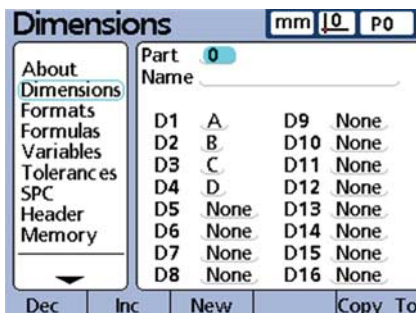 Dimensions mm 0 P0
About
Dimensions
Formats
Formulas
Variables
Tolerances
SPC
Header
Memory
Part 0
Name
D1 A D9 None
D2 B D10 None
D3 C D11 None
D4 D D12 None
D5 None D13 None
D6 None D14 None
D7 None D15 None
D8 None D16 None
Dec Inc New Copy To